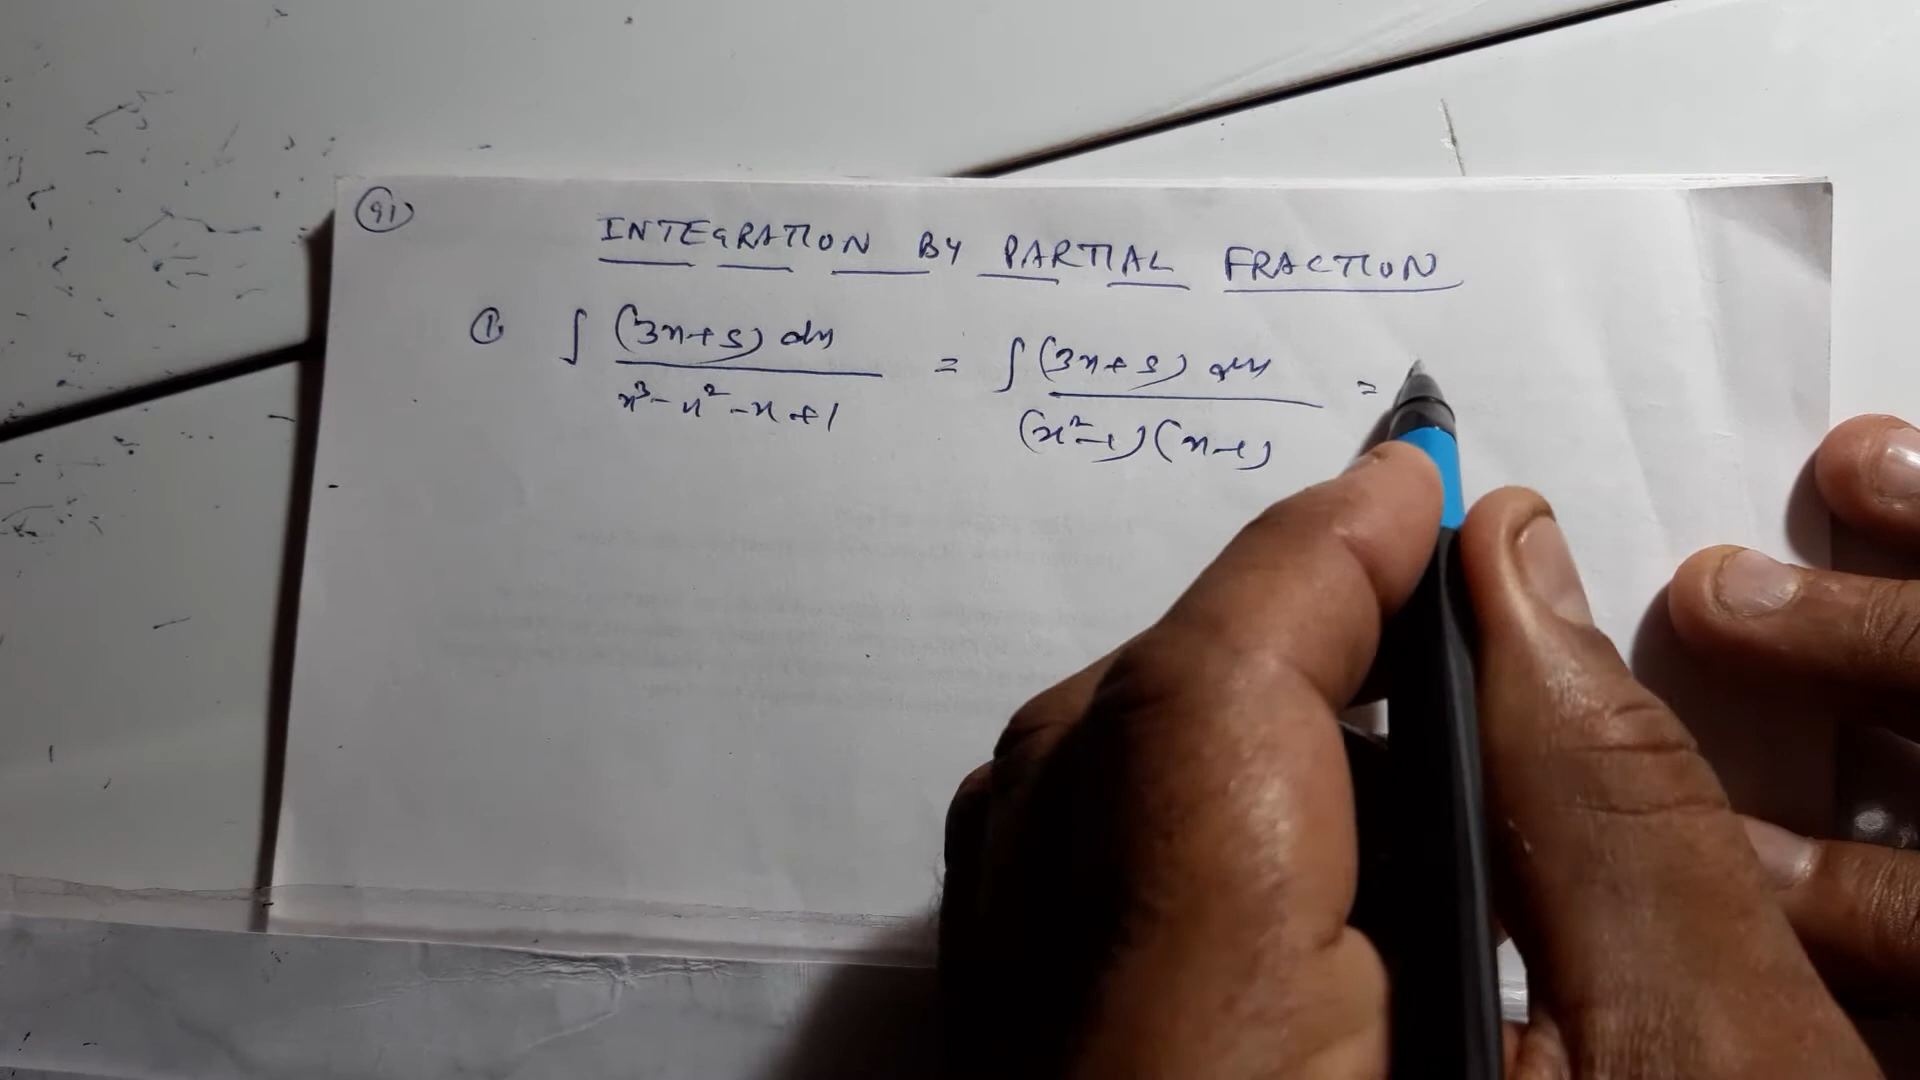 91
INTEGRATION BY PARTIAL FRACTION
1. ∫ (3x+5) dx / x³-x²-x+1 = ∫ (3x+5) dx / (x²-1)(x-1) =